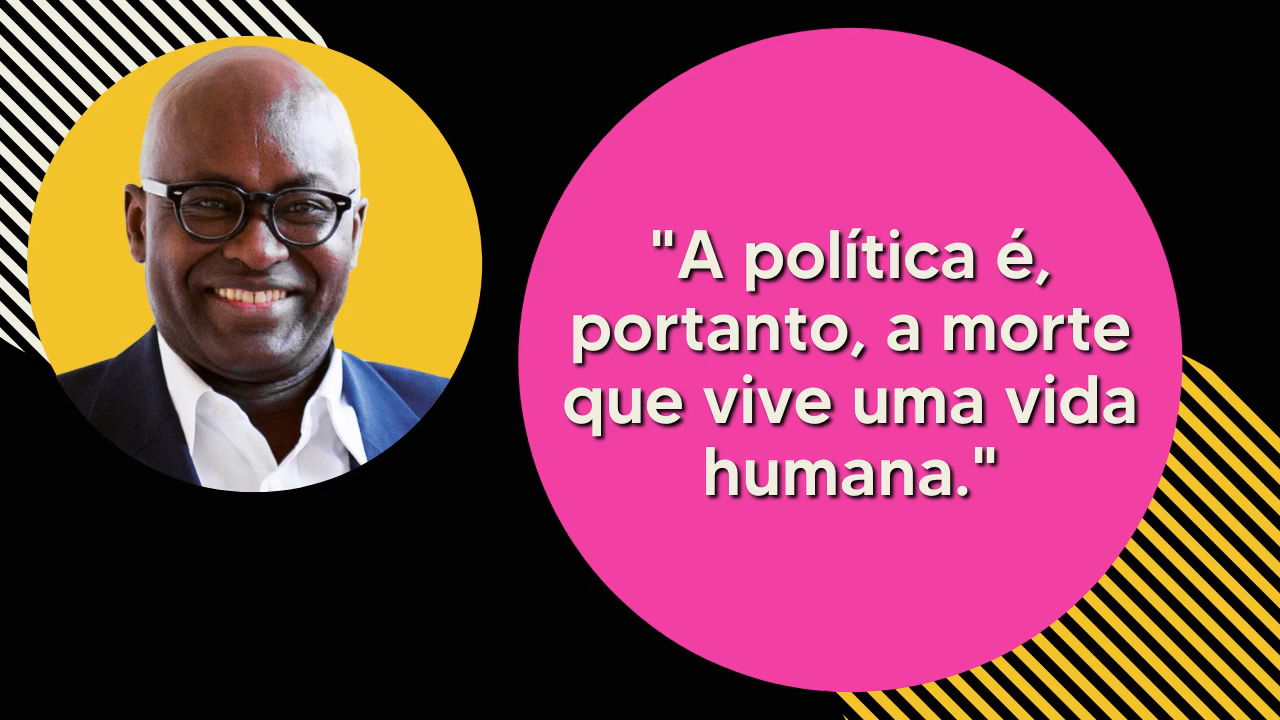 "A política é,
portanto, a morte
que vive uma vida
humana."